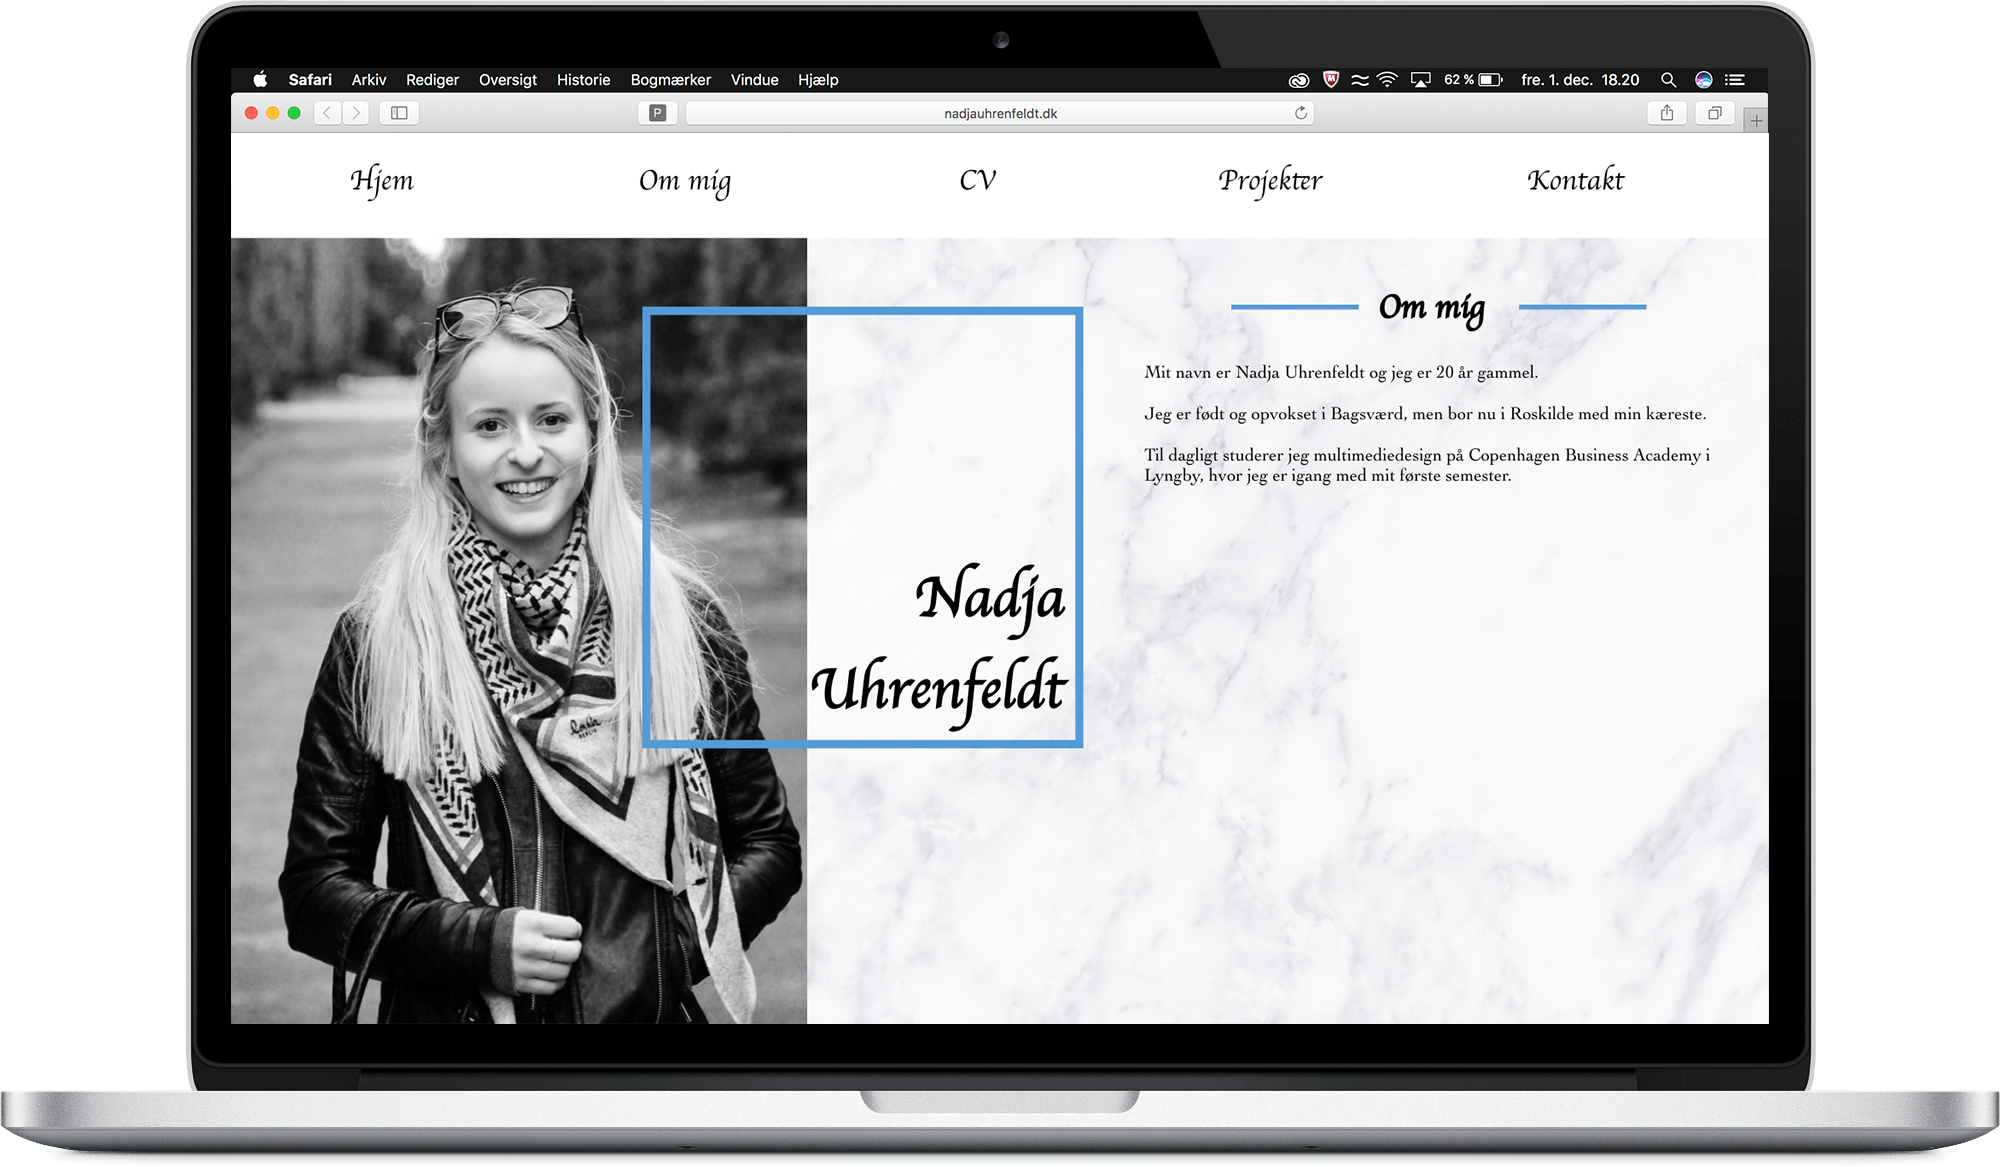 Safari Arkiv Rediger Oversigt Historie Bogmærker Vindue Hjælp 62 % fre. 1. dec. 18.20
P nadjauhrenfeldt.dk
Hjem Om mig CV Projekter Kontakt
Om mig
Mit navn er Nadja Uhrenfeldt og jeg er 20 år gammel.
Jeg er født og opvokset i Bagsværd, men bor nu i Roskilde med min kæreste.
Til dagligt studerer jeg multimediedesign på Copenhagen Business Academy i
Lyngby, hvor jeg er igang med mit første semester.
Nadja
Uhrenfeldt
lala
BERLIN